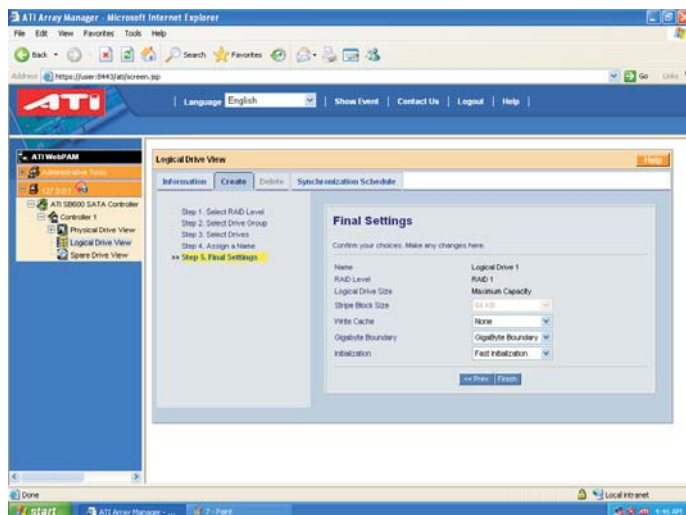 ATI Array Manager - Microsoft Internet Explorer
File Edit View Favorites Tools Help
Back Search Favorites
Address https://user:8443/ati/screen.jsp Go Links
ATI
Language English | Show Event | Contact Us | Logout | Help |
ATI WebPAM
Administrative Tools
127.0.0.1
ATI SB600 SATA Controller
Controller 1
Physical Drive View
Logical Drive View
Spare Drive View
Logical Drive View Help
Information Create Delete Synchronization Schedule
Step 1. Select RAID Level
Step 2. Select Drive Group
Step 3. Select Drives
Step 4. Assign a Name
>> Step 5. Final Settings
Final Settings
Confirm your choices. Make any changes here.
Name Logical Drive 1
RAID Level RAID 1
Logical Drive Size Maximum Capacity
Stripe Block Size 64 KB
Write Cache None
Gigabyte Boundary GigaByte Boundary
Initialization Fast Initialization
<< Prev Finish
Done Local intranet
start ATI Array Manager - ... 7 - Paint 4:46 AM